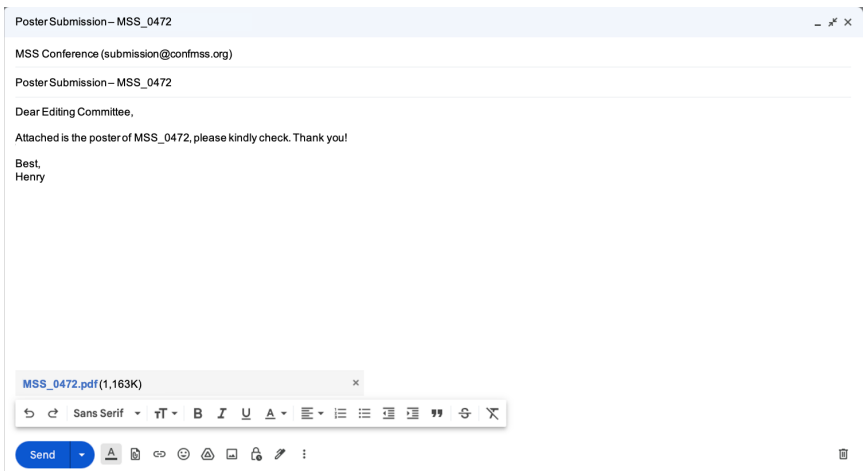 Poster Submission – MSS_0472
MSS Conference (submission@confmss.org)
Poster Submission – MSS_0472
Dear Editing Committee,
Attached is the poster of MSS_0472, please kindly check. Thank you!
Best,
Henry
MSS_0472.pdf (1,163K)
Sans Serif
Send